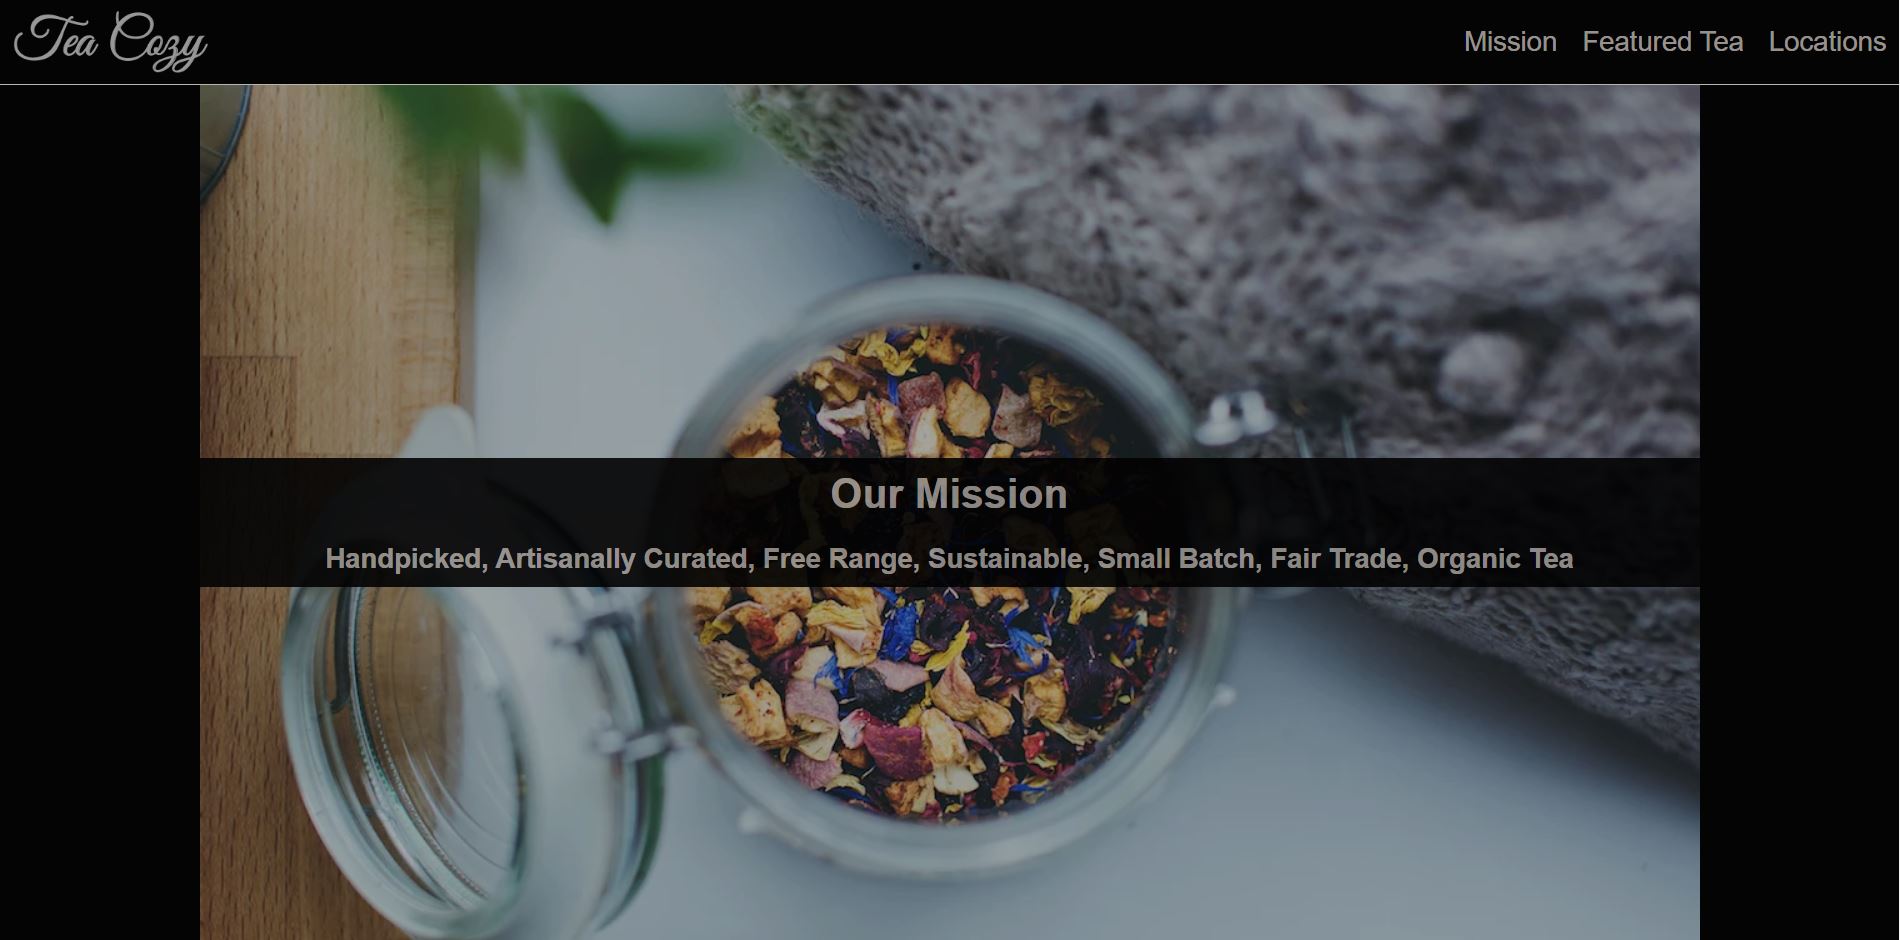 Tea Cozy
Mission Featured Tea Locations
Our Mission
Handpicked, Artisanally Curated, Free Range, Sustainable, Small Batch, Fair Trade, Organic Tea